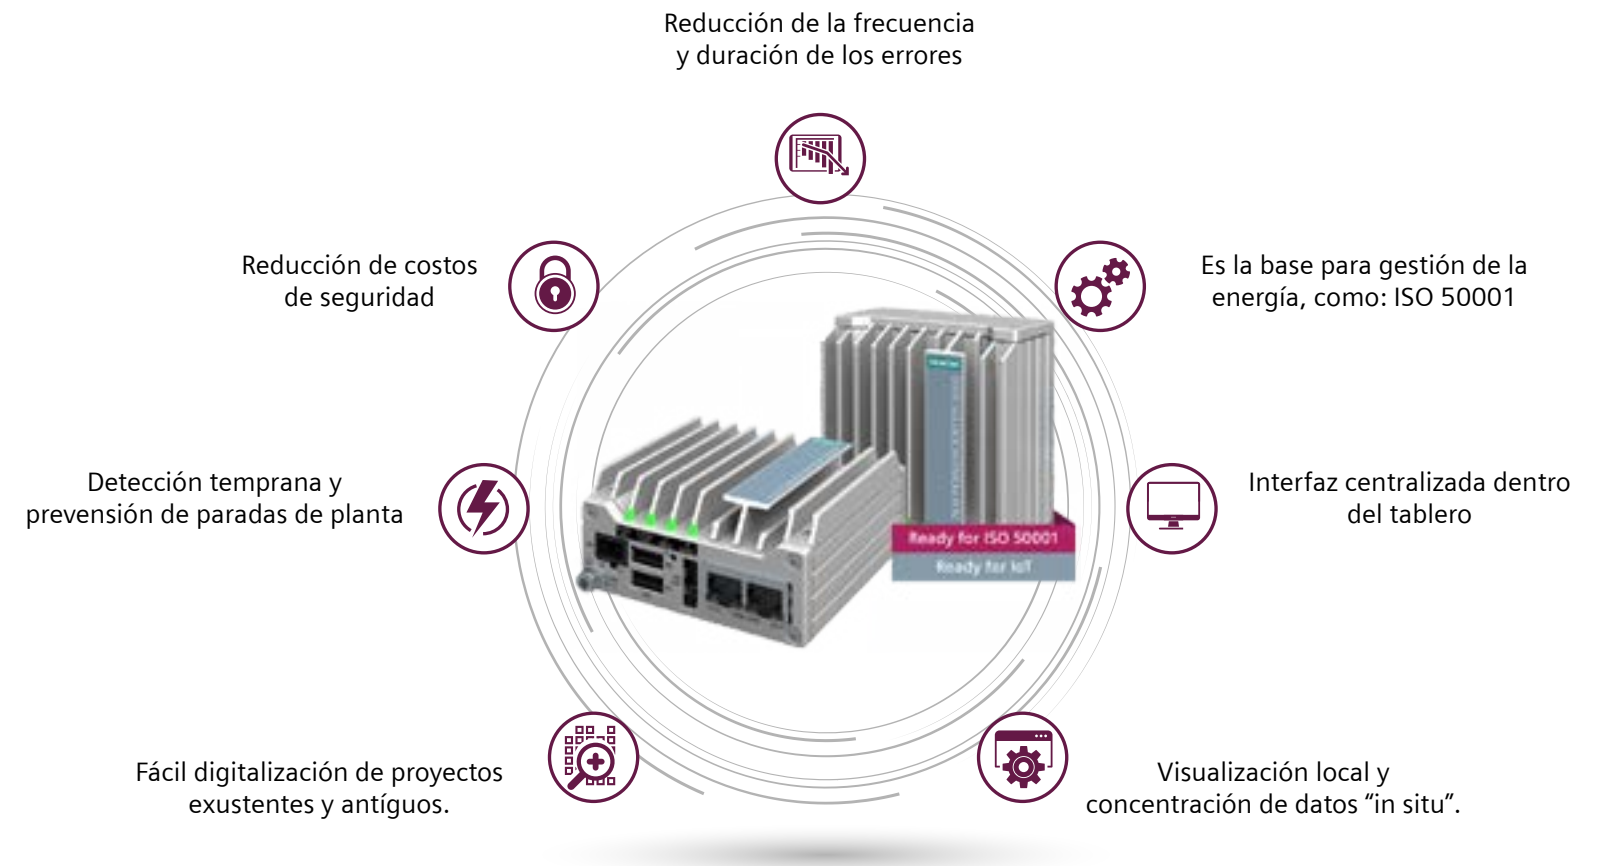 Reducción de la frecuencia
y duración de los errores
Reducción de costos
de seguridad
Es la base para gestión de la
energía, como: ISO 50001
Detección temprana y
prevensión de paradas de planta
Interfaz centralizada dentro
del tablero
SIEMENS
Ready for ISO 50001
Ready for IoT
Fácil digitalización de proyectos
exustentes y antíguos.
Visualización local y
concentración de datos “in situ”.